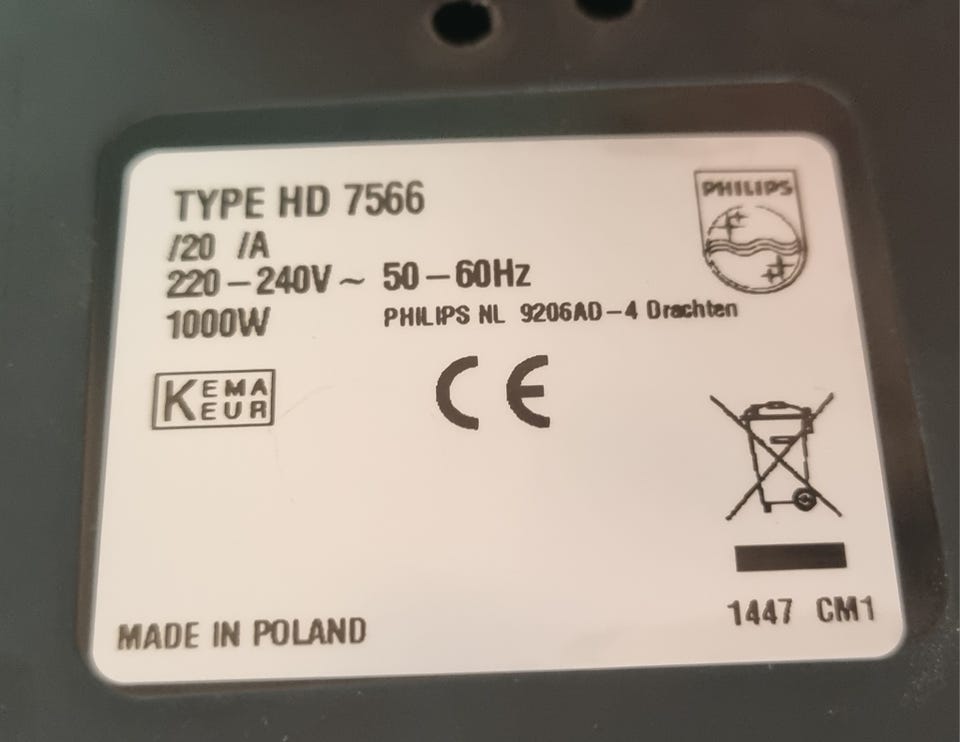 TYPE HD 7566
PHILIPS
/20 /A
220-240V~ 50-60Hz
1000W
PHILIPS NL 9206AD-4 Drachten
KEMA
KEUR
CE
1447 CM1
MADE IN POLAND